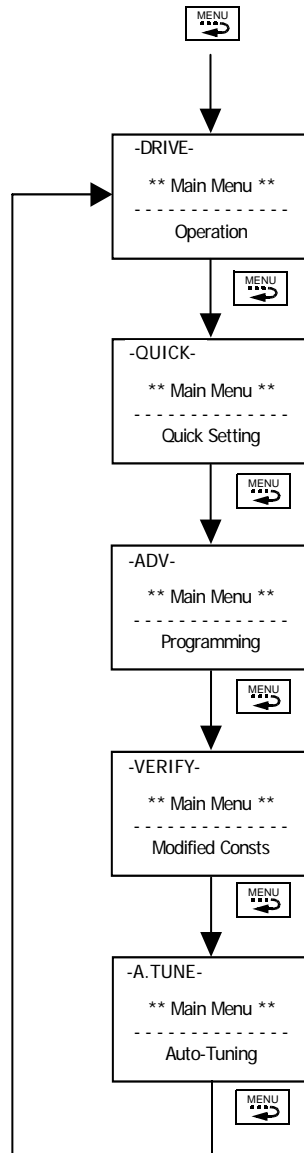 MENU
-DRIVE-
** Main Menu **
- - - - - - - - - - - - - -
Operation
MENU
-QUICK-
** Main Menu **
- - - - - - - - - - - - - -
Quick Setting
MENU
-ADV-
** Main Menu **
- - - - - - - - - - - - - -
Programming
MENU
-VERIFY-
** Main Menu **
- - - - - - - - - - - - - -
Modified Consts
MENU
-A.TUNE-
** Main Menu **
- - - - - - - - - - - - - -
Auto-Tuning
MENU